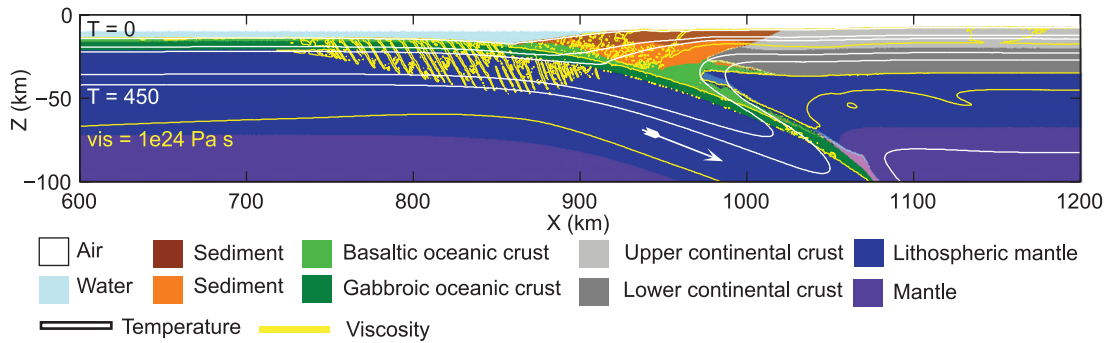 0
T = 0
−50
T = 450
vis = 1e24 Pa s
−100
Z (km)
600
700
800
900
1000
1100
1200
X (km)
Air
Sediment
Basaltic oceanic crust
Upper continental crust
Lithospheric mantle
Water
Sediment
Gabbroic oceanic crust
Lower continental crust
Mantle
Temperature
Viscosity